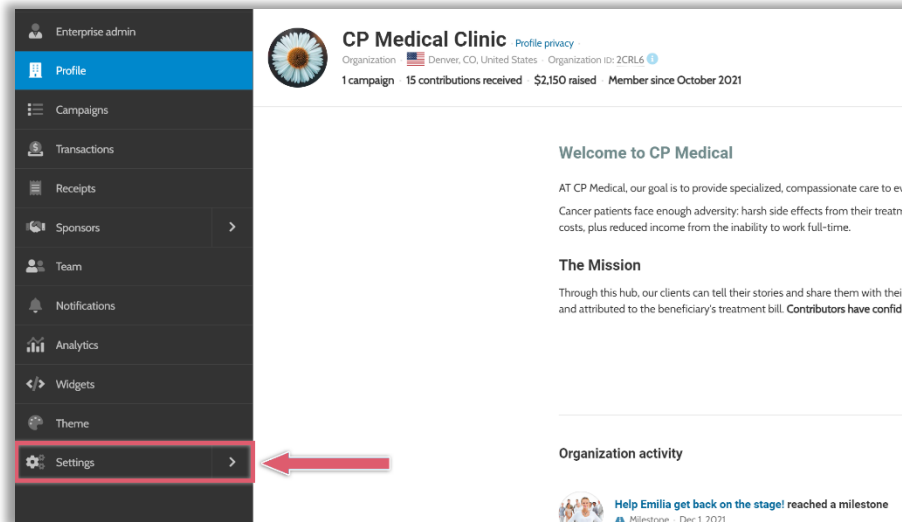 Enterprise admin
Profile
Campaigns
Transactions
Receipts
Sponsors
Team
Notifications
Analytics
Widgets
Theme
Settings
CP Medical Clinic · Profile privacy ·
Organization · Denver, CO, United States · Organization ID: 2CRL6
1 campaign · 15 contributions received · $2,150 raised · Member since October 2021
Welcome to CP Medical
AT CP Medical, our goal is to provide specialized, compassionate care to
Cancer patients face enough adversity: harsh side effects from their
costs, plus reduced income from the inability to work full-time.
The Mission
Through this hub, our clients can tell their stories and share them with
and attributed to the beneficiary's treatment bill. Contributors have
Organization activity
Help Emilia get back on the stage! reached a milestone
Milestone · Dec 1, 2021